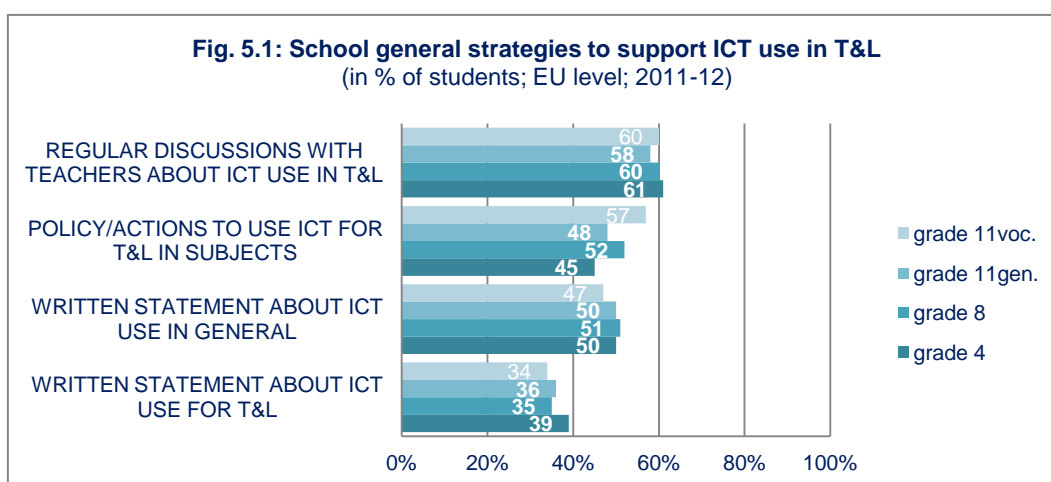 Fig. 5.1: School general strategies to support ICT use in T&L
(in % of students; EU level; 2011-12)
REGULAR DISCUSSIONS WITH
TEACHERS ABOUT ICT USE IN T&L
60
58
60
61
POLICY/ACTIONS TO USE ICT FOR
T&L IN SUBJECTS
57
48
52
45
WRITTEN STATEMENT ABOUT ICT
USE IN GENERAL
47
50
51
50
WRITTEN STATEMENT ABOUT ICT
USE FOR T&L
34
36
35
39
0% 20% 40% 60% 80% 100%
grade 11voc.
grade 11gen.
grade 8
grade 4